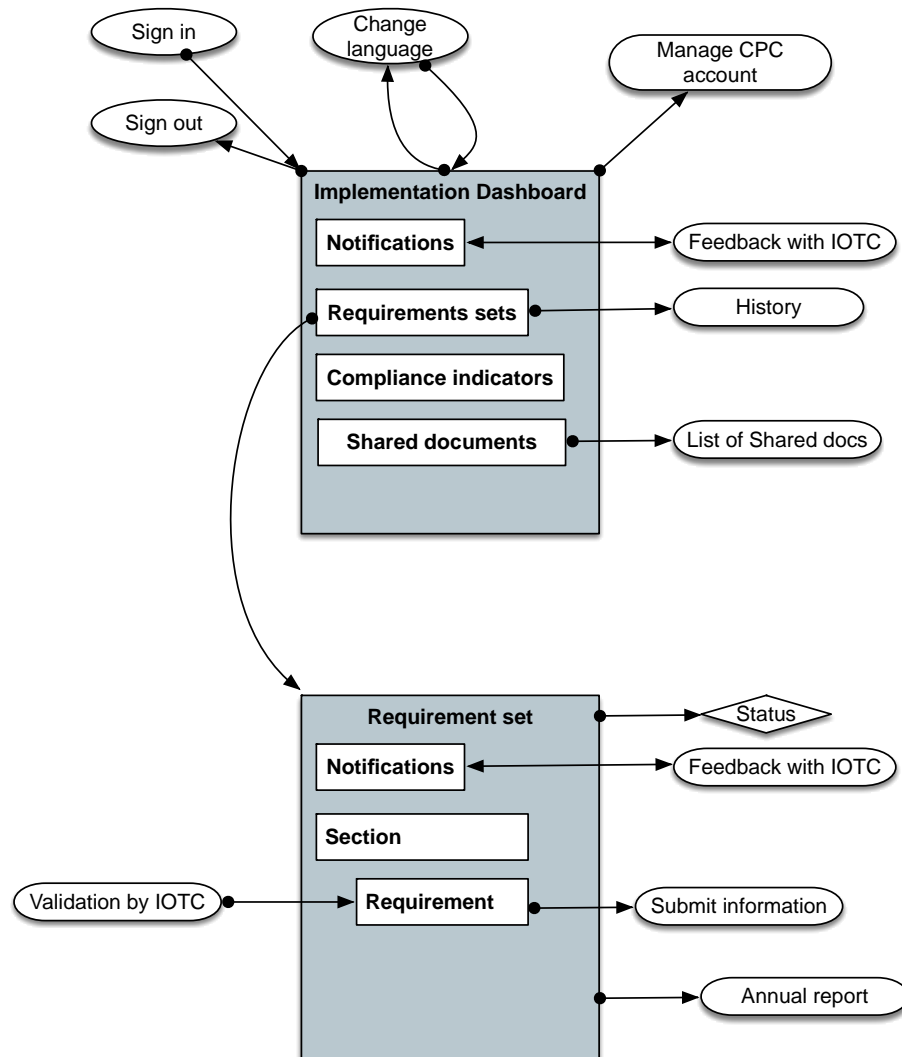 Sign in
Change
language
Manage CPC
account
Sign out
Implementation Dashboard
Notifications
Feedback with IOTC
Requirements sets
History
Compliance indicators
Shared documents
List of Shared docs
Requirement set
Status
Notifications
Feedback with IOTC
Section
Validation by IOTC
Requirement
Submit information
Annual report